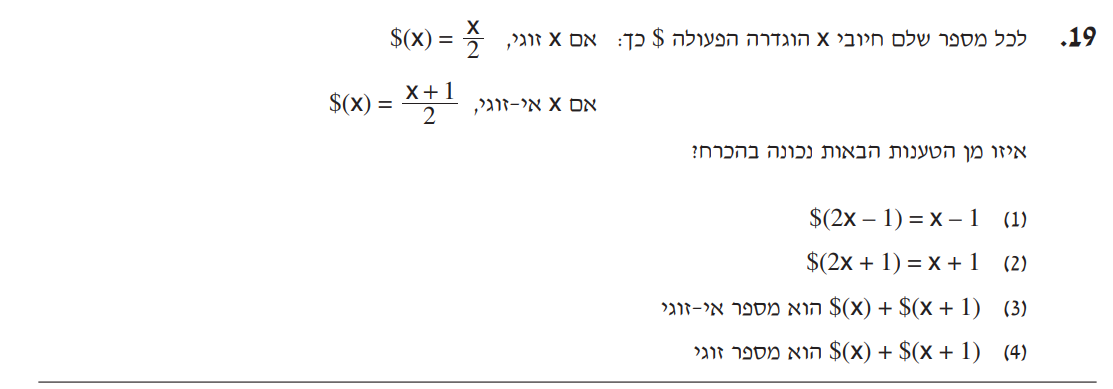 19. לכל מספר שלם חיובי x הוגדרה הפעולה $ כך: אם x זוגי, $(x) = x/2
אם x אי-זוגי, $(x) = (x + 1)/2
איזו מן הטענות הבאות נכונה בהכרח?
(1) $(2x – 1) = x – 1
(2) $(2x + 1) = x + 1
(3) $(x) + $(x + 1) הוא מספר אי-זוגי
(4) $(x) + $(x + 1) הוא מספר זוגי